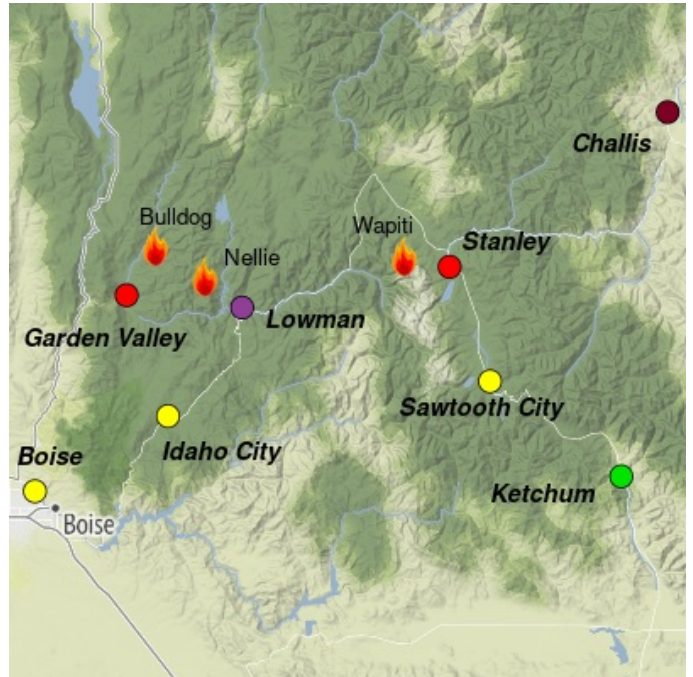 Challis
Bulldog
Wapiti
Stanley
Nellie
Lowman
Garden Valley
Sawtooth City
Idaho City
Boise
Ketchum
Boise